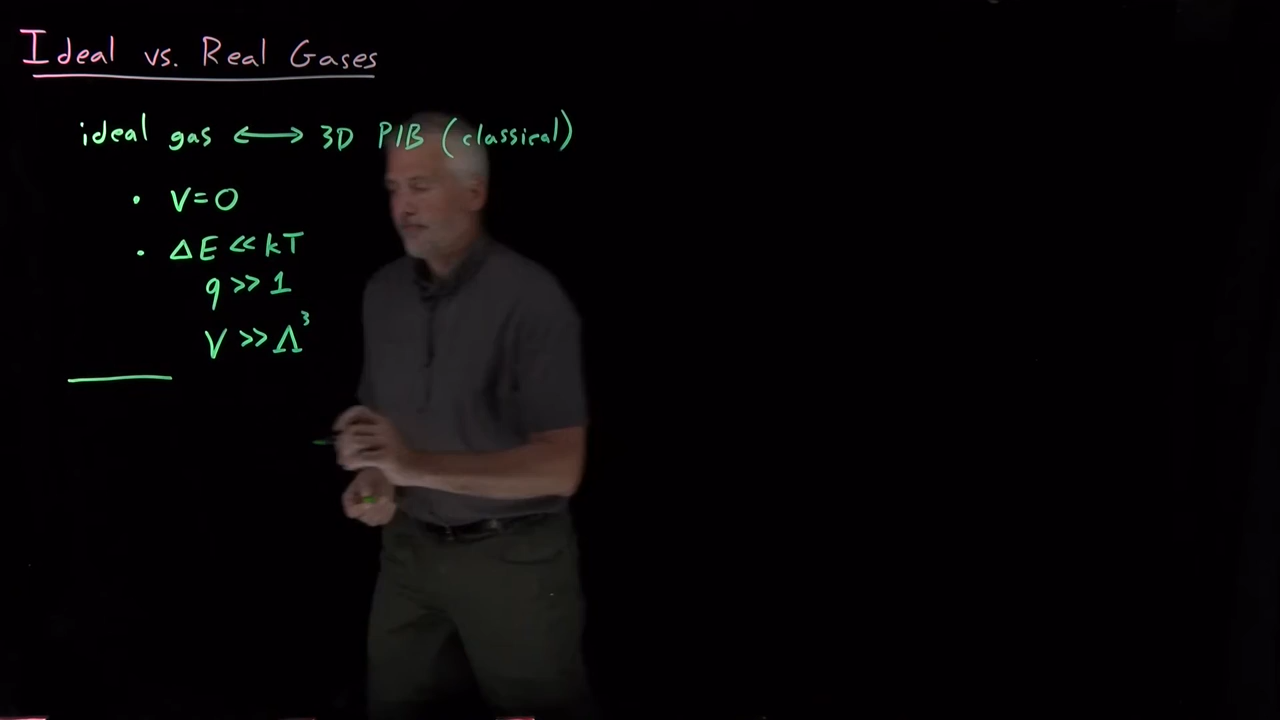 Ideal vs. Real Gases
ideal gas ⟷ 3D PIB (classical)
• V=0
• ΔE << kT
q >> 1
V >> Λ³